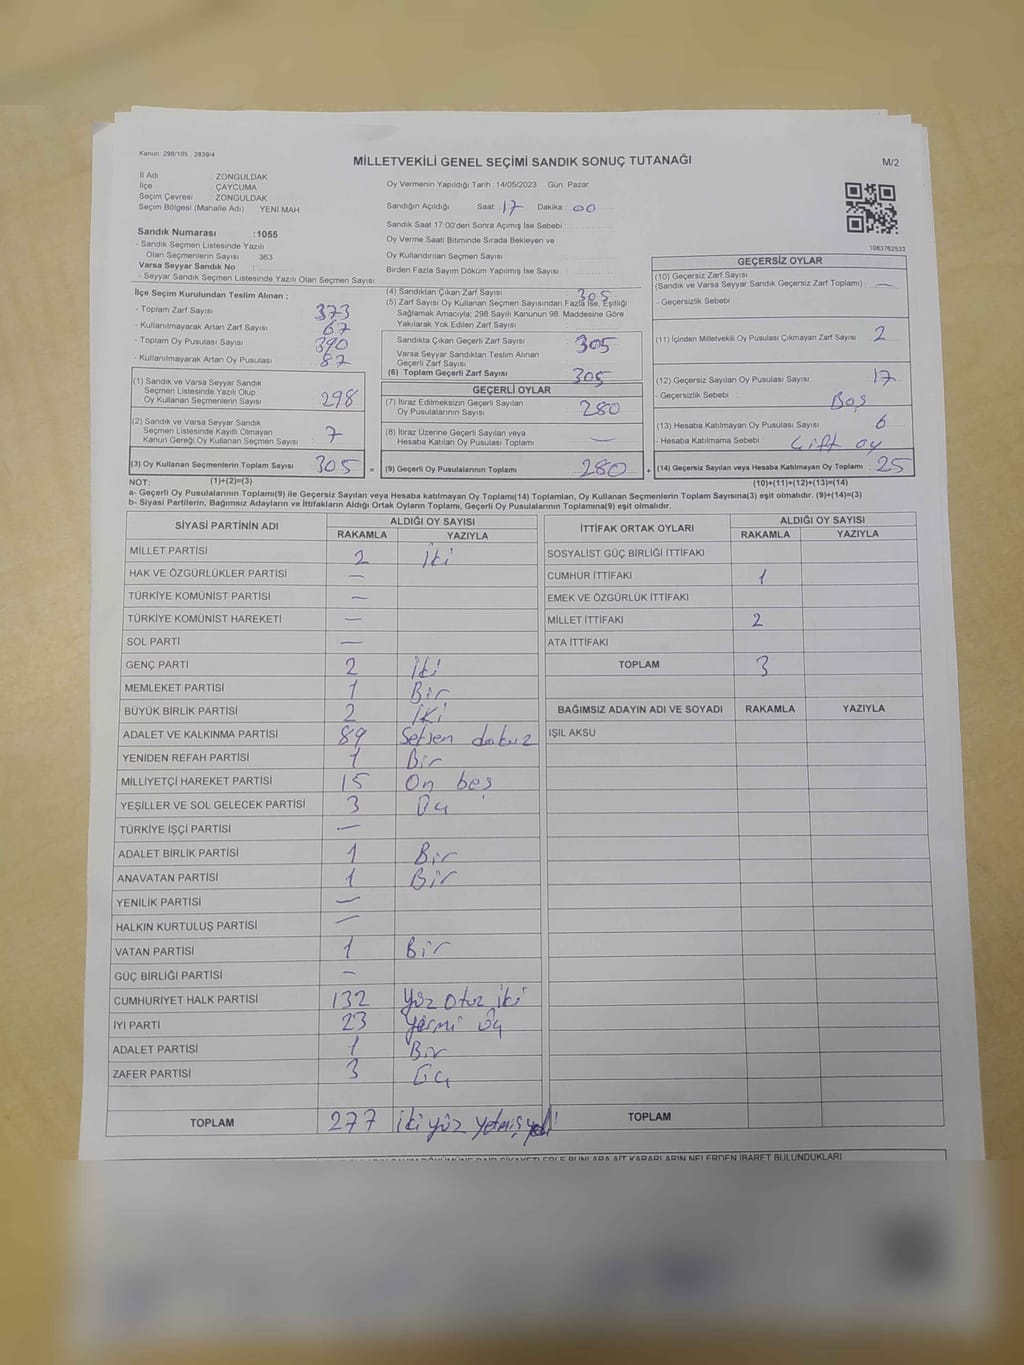 Kanun: 298/105 : 2839/4
MİLLETVEKİLİ GENEL SEÇİMİ SANDIK SONUÇ TUTANAĞI
M/2
İl Adı : ZONGULDAK
İlçe : ÇAYCUMA
Seçim Çevresi : ZONGULDAK
Seçim Bölgesi (Mahalle Adı) YENİ MAH
Sandık Numarası :1055
- Sandık Seçmen Listesinde Yazılı
Olan Seçmenlerin Sayısı : 363
Varsa Seyyar Sandık No :
- Seyyar Sandık Seçmen Listesinde Yazılı Olan Seçmen Sayısı:
Oy Vermenin Yapıldığı Tarih :14/05/2023 Gün: Pazar
Sandığın Açıldığı Saat: 17 Dakika: 00
Sandık Saat 17:00'den Sonra Açımış İse Sebebi :
Oy Verme Saati Bitiminde Sırada Bekleyen ve
Oy Kullandırılan Seçmen Sayısı
Birden Fazla Sayım Döküm Yapılmış İse Sayısı :
1083762533
İlçe Seçim Kurulundan Teslim Alınan ;
- Toplam Zarf Sayısı 373
- Kullanılmayarak Artan Zarf Sayısı 67
- Toplam Oy Pusulası Sayısı 390
- Kullanılmayarak Artan Oy Pusulası 87
(1) Sandık ve Varsa Seyyar Sandık
Seçmen Listesinde Yazılı Olup
Oy Kullanan Seçmenlerin Sayısı 298
(2) Sandık ve Varsa Seyyar Sandık
Seçmen Listesinde Kayıtlı Olmayan
Kanun Gereği Oy Kullanan Seçmen Sayısı 7
(3) Oy Kullanan Seçmenlerin Toplam Sayısı 305 =
(4) Sandıktan Çıkan Zarf Sayısı 305
(5) Zarf Sayısı Oy Kullanan Seçmen Sayısından Fazla İse, Eşitliği
Sağlamak Amacıyla; 298 Sayılı Kanunun 98. Maddesine Göre
Yakılarak Yok Edilen Zarf Sayısı
Sandıkta Çıkan Geçerli Zarf Sayısı 305
Varsa Seyyar Sandıktan Teslim Alınan
Geçerli Zarf Sayısı
(6) Toplam Geçerli Zarf Sayısı 305
GEÇERLİ OYLAR
(7) İtiraz Edilmeksizin Geçerli Sayılan
Oy Pusulalarının Sayısı 280
(8) İtiraz Üzerine Geçerli Sayılan veya
Hesaba Katılan Oy Pusulası Toplamı —
(9) Geçerli Oy Pusulalarının Toplamı 280 +
GEÇERSİZ OYLAR
(10) Geçersiz Zarf Sayısı
(Sandık ve Varsa Seyyar Sandık Geçersiz Zarf Toplamı) : —
- Geçersizlik Sebebi
(11) İçinden Milletvekili Oy Pusulası Çıkmayan Zarf Sayısı 2
(12) Geçersiz Sayılan Oy Pusulası Sayısı 17
- Geçersizlik Sebebi : Boş
(13) Hesaba Katılmayan Oy Pusulası Sayısı 6
- Hesaba Katılmama Sebebi : Çift oy
(14) Geçersiz Sayılan veya Hesaba Katılmayan Oy Toplamı 25
NOT: (1)+(2)=(3) (10)+(11)+(12)+(13)=(14)
a- Geçerli Oy Pusulalarının Toplamı(9) ile Geçersiz Sayılan veya Hesaba katılmayan Oy Toplamı(14) Toplamları, Oy Kullanan Seçmenlerin Toplam Sayısına(3) eşit olmalıdır. (9)+(14)=(3)
b- Siyasi Partilerin, Bağımsız Adayların ve İttifakların Aldığı Ortak Oyların Toplamı, Geçerli Oy Pusulalarının Toplamına(9) eşit olmalıdır.
SİYASİ PARTİNİN ADI ALDIĞI OY SAYISI
RAKAMLA YAZIYLA
MİLLET PARTİSİ 2 iki
HAK VE ÖZGÜRLÜKLER PARTİSİ —
TÜRKİYE KOMÜNİST PARTİSİ —
TÜRKİYE KOMÜNİST HAREKETİ —
SOL PARTİ —
GENÇ PARTİ 2 iki
MEMLEKET PARTİSİ 1 Bir
BÜYÜK BİRLİK PARTİSİ 2 iki
ADALET VE KALKINMA PARTİSİ 89 Seksen dokuz
YENİDEN REFAH PARTİSİ 1 Bir
MİLLİYETÇİ HAREKET PARTİSİ 15 On beş
YEŞİLLER VE SOL GELECEK PARTİSİ 3 Üç
TÜRKİYE İŞÇİ PARTİSİ —
ADALET BİRLİK PARTİSİ 1 Bir
ANAVATAN PARTİSİ 1 Bir
YENİLİK PARTİSİ —
HALKIN KURTULUŞ PARTİSİ —
VATAN PARTİSİ 1 Bir
GÜÇ BİRLİĞİ PARTİSİ —
CUMHURİYET HALK PARTİSİ 132 Yüz otuz iki
İYİ PARTİ 23 Yirmi üç
ADALET PARTİSİ 1 Bir
ZAFER PARTİSİ 3 Üç
TOPLAM 277 iki yüz yetmiş yedi
İTTİFAK ORTAK OYLARI ALDIĞI OY SAYISI
RAKAMLA YAZIYLA
SOSYALİST GÜÇ BİRLİĞİ İTTİFAKI
CUMHUR İTTİFAKI 1
EMEK VE ÖZGÜRLÜK İTTİFAKI
MİLLET İTTİFAKI 2
ATA İTTİFAKI
TOPLAM 3
BAĞIMSIZ ADAYIN ADI VE SOYADI RAKAMLA YAZIYLA
IŞIL AKSU
TOPLAM